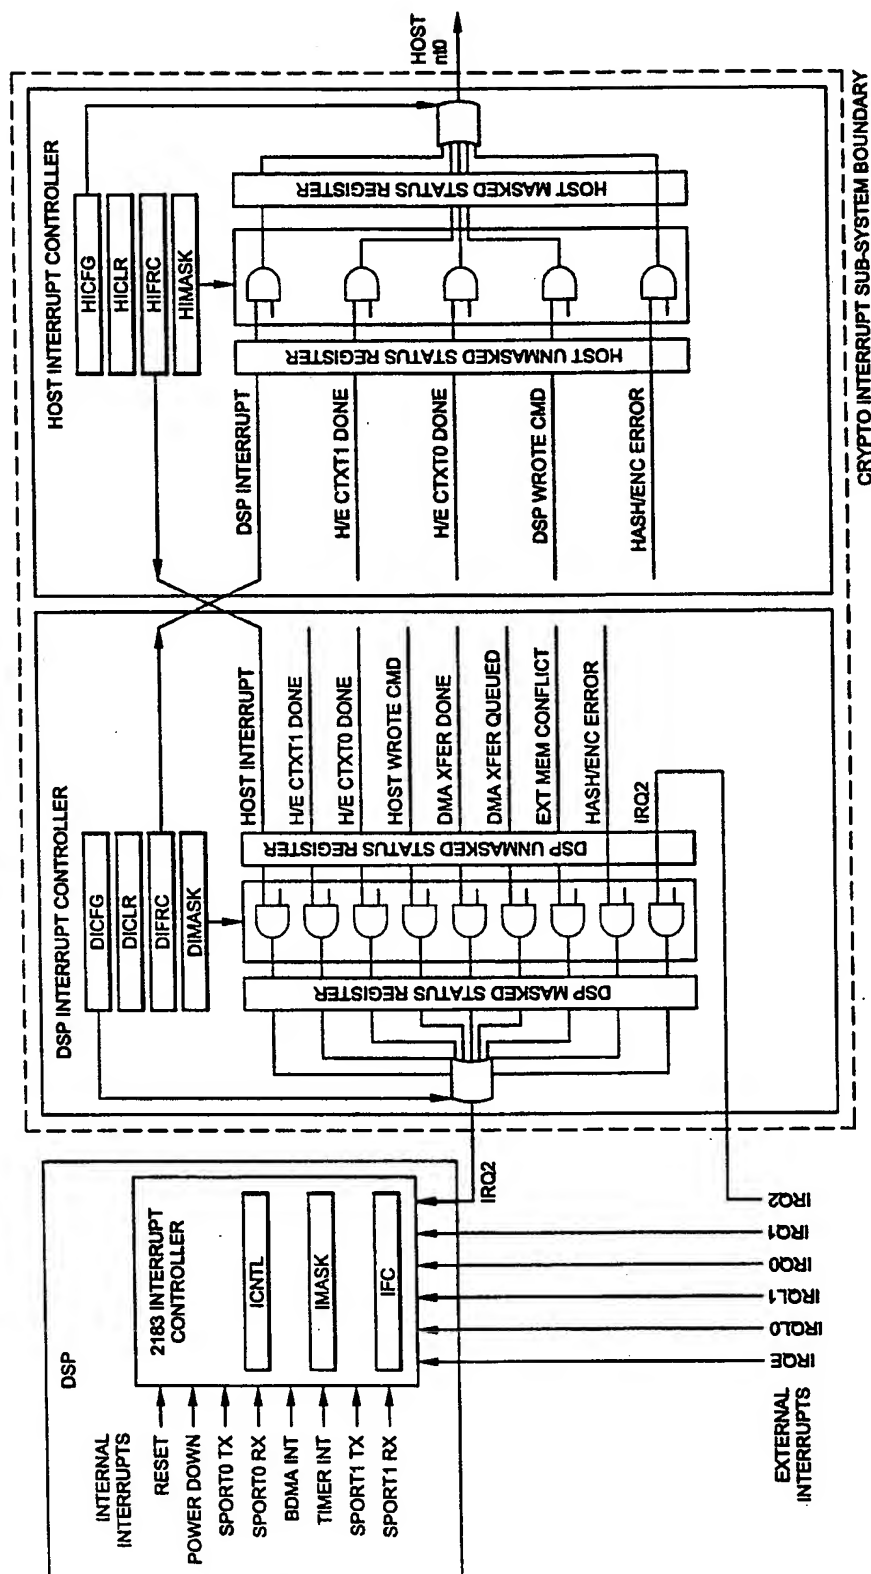 DSP
INTERNAL
INTERRUPTS
RESET
POWER DOWN
SPORT0 TX
SPORT0 RX
BDMA INT
TIMER INT
SPORT1 TX
SPORT1 RX
2183 INTERRUPT
CONTROLLER
ICNTL
IMASK
IFC
IRQ2
EXTERNAL
INTERRUPTS
IRQE
IRQL0
IRQL1
IRQ0
IRQ1
IRQ2
DSP INTERRUPT CONTROLLER
DICFG
DICLR
DIFRC
DIMASK
DSP MASKED STATUS REGISTER
DSP UNMASKED STATUS REGISTER
HOST INTERRUPT
H/E CTXT1 DONE
H/E CTXT0 DONE
HOST WROTE CMD
DMA XFER DONE
DMA XFER QUEUED
EXT MEM CONFLICT
HASH/ENC ERROR
IRQ2
HOST INTERRUPT CONTROLLER
HICFG
HICLR
HIFRC
HIMASK
DSP INTERRUPT
H/E CTXT1 DONE
H/E CTXT0 DONE
DSP WROTE CMD
HASH/ENC ERROR
HOST UNMASKED STATUS REGISTER
HOST MASKED STATUS REGISTER
HOST
nt0
CRYPTO INTERRUPT SUB-SYSTEM BOUNDARY